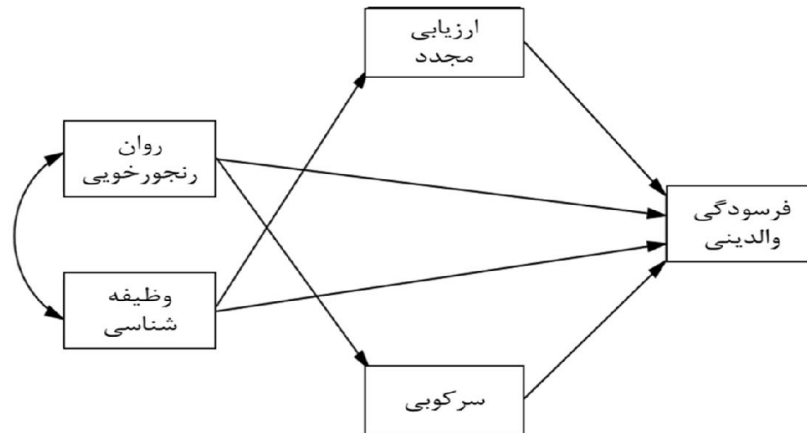 ارزیابی
مجدد
روان
رنجورخویی
فرسودگی
والدینی
وظیفه
شناسی
سرکوبی